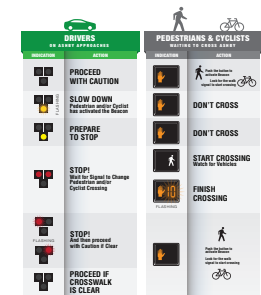 DRIVERS
ON ASHBY APPROACHES
INDICATION
ACTION
PROCEED
WITH CAUTION
FLASHING
SLOW DOWN
Pedestrian and/or Cyclist
has activated the Beacon
PREPARE
TO STOP
STOP!
Wait for Signal to Change
Pedestrian and/or
Cyclist Crossing
FLASHING
STOP!
And then proceed
with Caution if Clear
PROCEED IF
CROSSWALK
IS CLEAR
PEDESTRIANS & CYCLISTS
WAITING TO CROSS ASHBY
INDICATION
ACTION
Push the button to
activate Beacon
Look for the walk
signal to start crossing
DON'T CROSS
DON'T CROSS
START CROSSING
Watch for Vehicles
10
FLASHING
FINISH
CROSSING
Push the button to
activate Beacon
Look for the walk
signal to start crossing